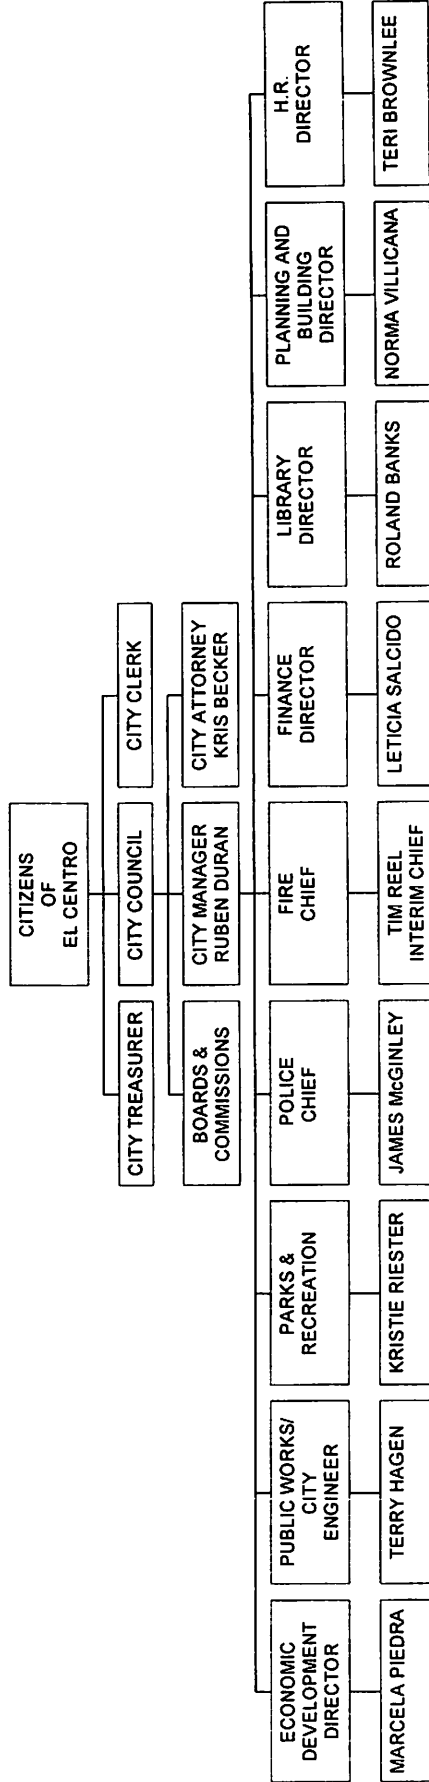 CITIZENS
OF
EL CENTRO
CITY TREASURER
CITY COUNCIL
CITY CLERK
BOARDS &
COMMISSIONS
CITY MANAGER
RUBEN DURAN
CITY ATTORNEY
KRIS BECKER
ECONOMIC
DEVELOPMENT
DIRECTOR
PUBLIC WORKS/
CITY
ENGINEER
PARKS &
RECREATION
POLICE
CHIEF
FIRE
CHIEF
FINANCE
DIRECTOR
LIBRARY
DIRECTOR
PLANNING AND
BUILDING
DIRECTOR
H.R.
DIRECTOR
MARCELA PIEDRA
TERRY HAGEN
KRISTIE RIESTER
JAMES McGINLEY
TIM REEL
INTERIM CHIEF
LETICIA SALCIDO
ROLAND BANKS
NORMA VILLICANA
TERI BROWNLEE